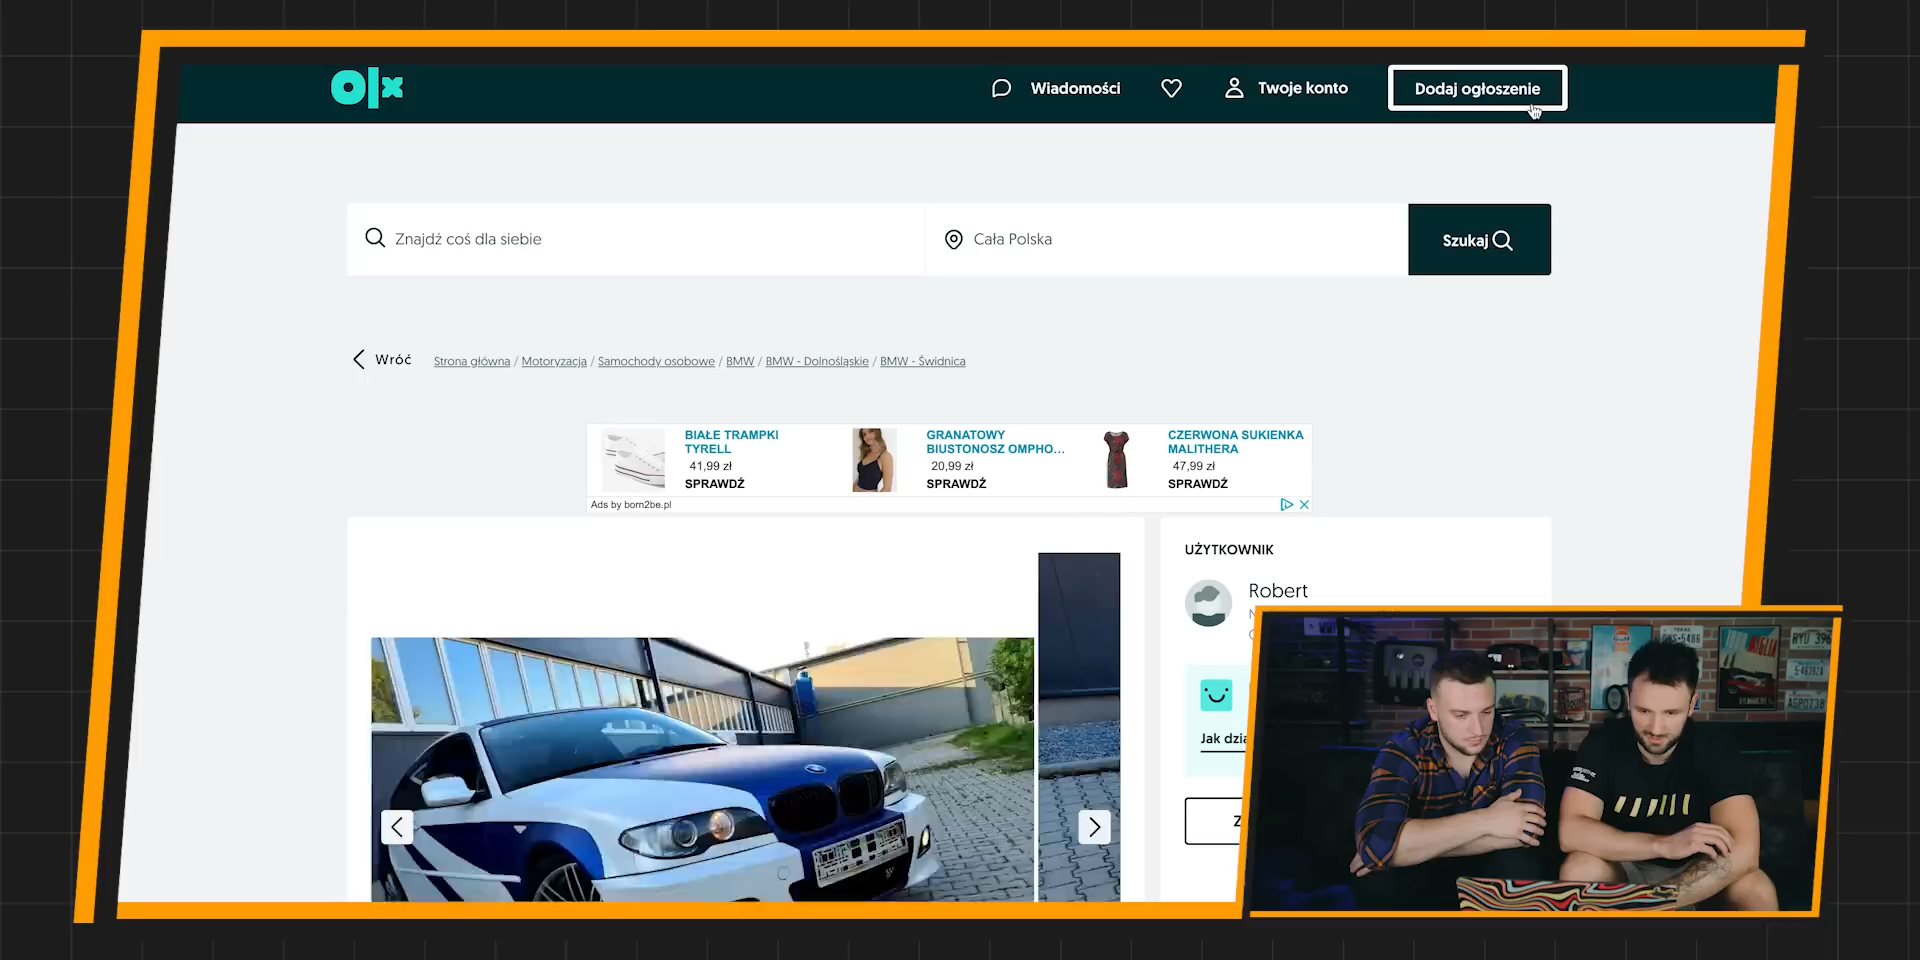 olx
Wiadomości
Twoje konto
Dodaj ogłoszenie
Znajdź coś dla siebie
Cała Polska
Szukaj
Wróć
Strona główna / Motoryzacja / Samochody osobowe / BMW / BMW - Dolnośląskie / BMW - Świdnica
BIAŁE TRAMPKI
TYRELL
41,99 zł
SPRAWDŹ
GRANATOWY
BIUSTONOSZ OMPHO...
20,99 zł
SPRAWDŹ
CZERWONA SUKIENKA
MALITHERA
47,99 zł
SPRAWDŹ
Ads by born2be.pl
UŻYTKOWNIK
Robert
Jak dzia
Z